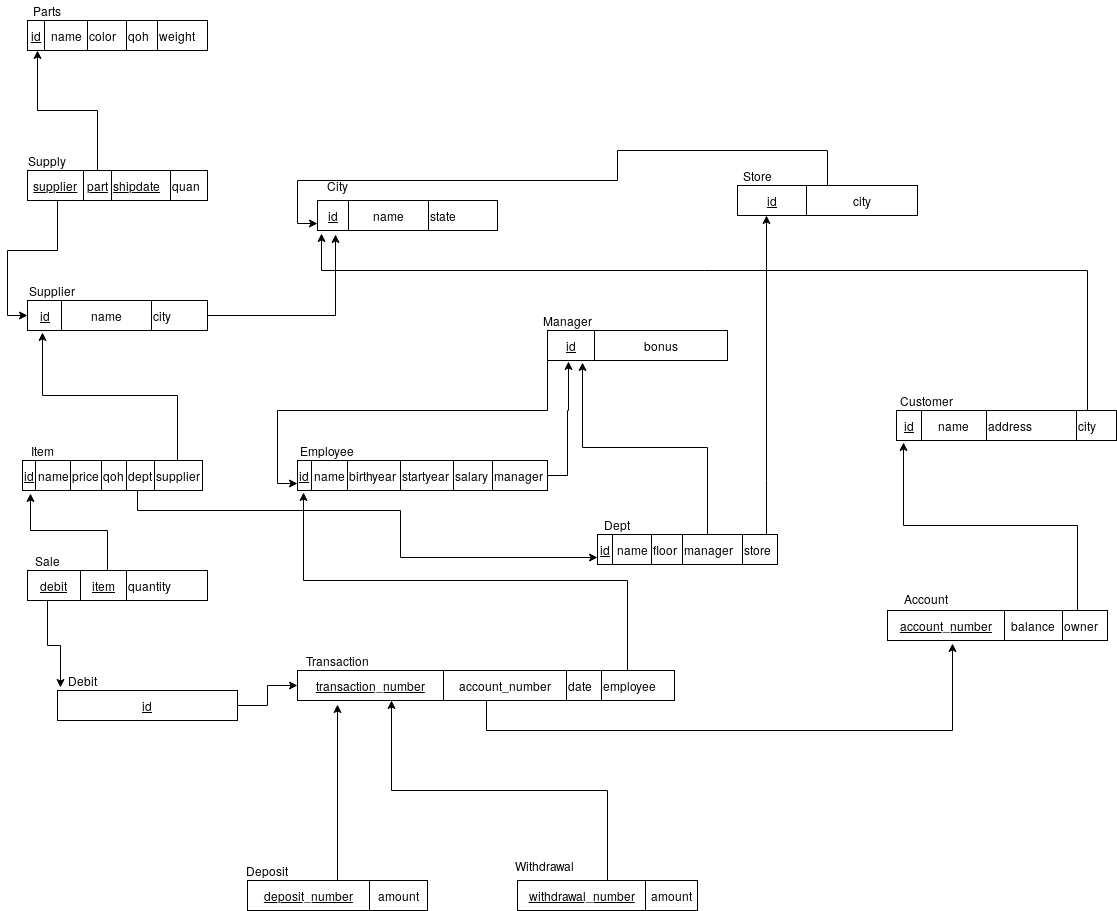 Parts
id name color qoh weight
Supply
supplier part shipdate quan
City
id name state
Store
id city
Supplier
id name city
Manager
id bonus
Customer
id name address city
Item
id name price qoh dept supplier
Employee
id name birthyear startyear salary manager
Dept
id name floor manager store
Sale
debit item quantity
Account
account_number balance owner
Transaction
transaction_number account_number date employee
Debit
id
Deposit
deposit_number amount
Withdrawal
withdrawal_number amount